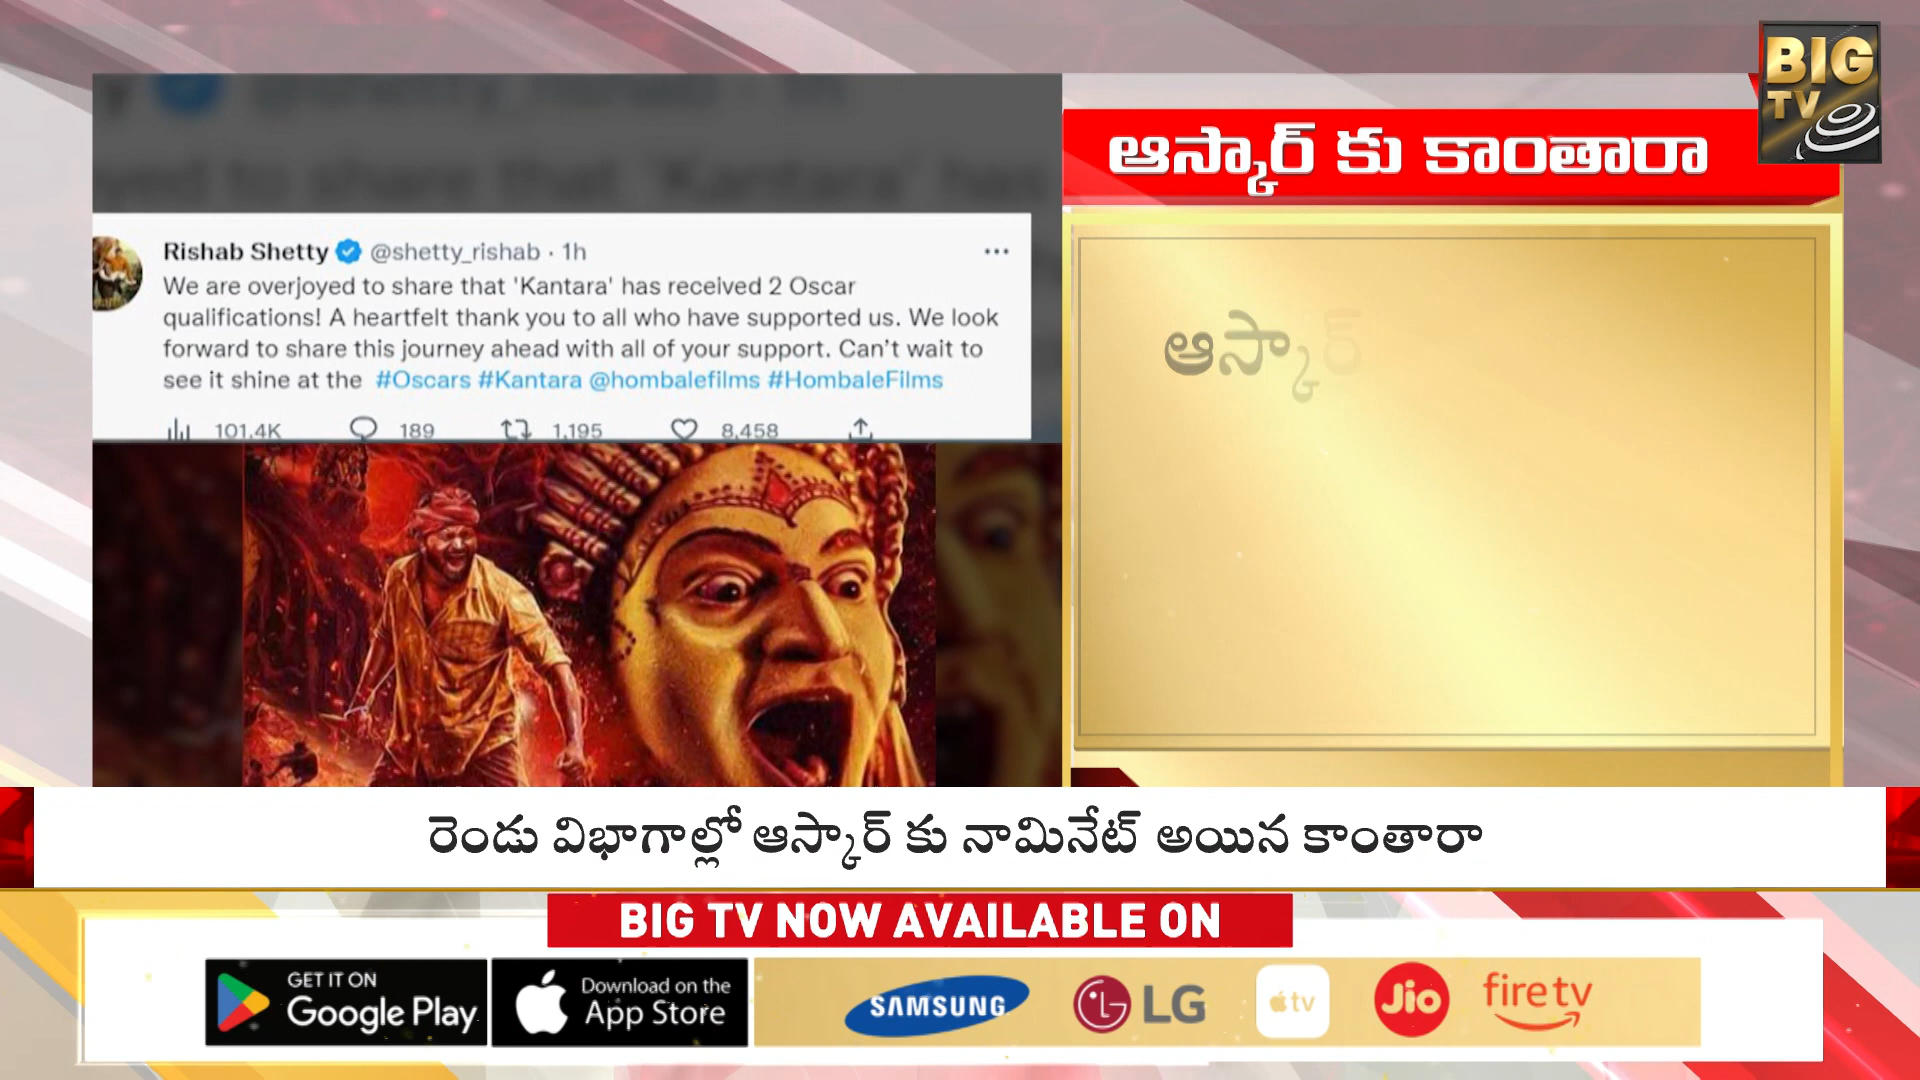 BIG
TV
ఆస్కార్ కు కాంతారా
Rishab Shetty @shetty_rishab · 1h
We are overjoyed to share that 'Kantara' has received 2 Oscar
qualifications! A heartfelt thank you to all who have supported us. We look
forward to share this journey ahead with all of your support. Can't wait to
see it shine at the #Oscars #Kantara @hombalefilms #HombaleFilms
101.4K 189 1,195 8,458
ఆస్కార్
రెండు విభాగాల్లో ఆస్కార్ కు నామినేట్ అయిన కాంతారా
BIG TV NOW AVAILABLE ON
GET IT ON
Google Play
Download on the
App Store
SAMSUNG
LG
tv
Jio
fire tv